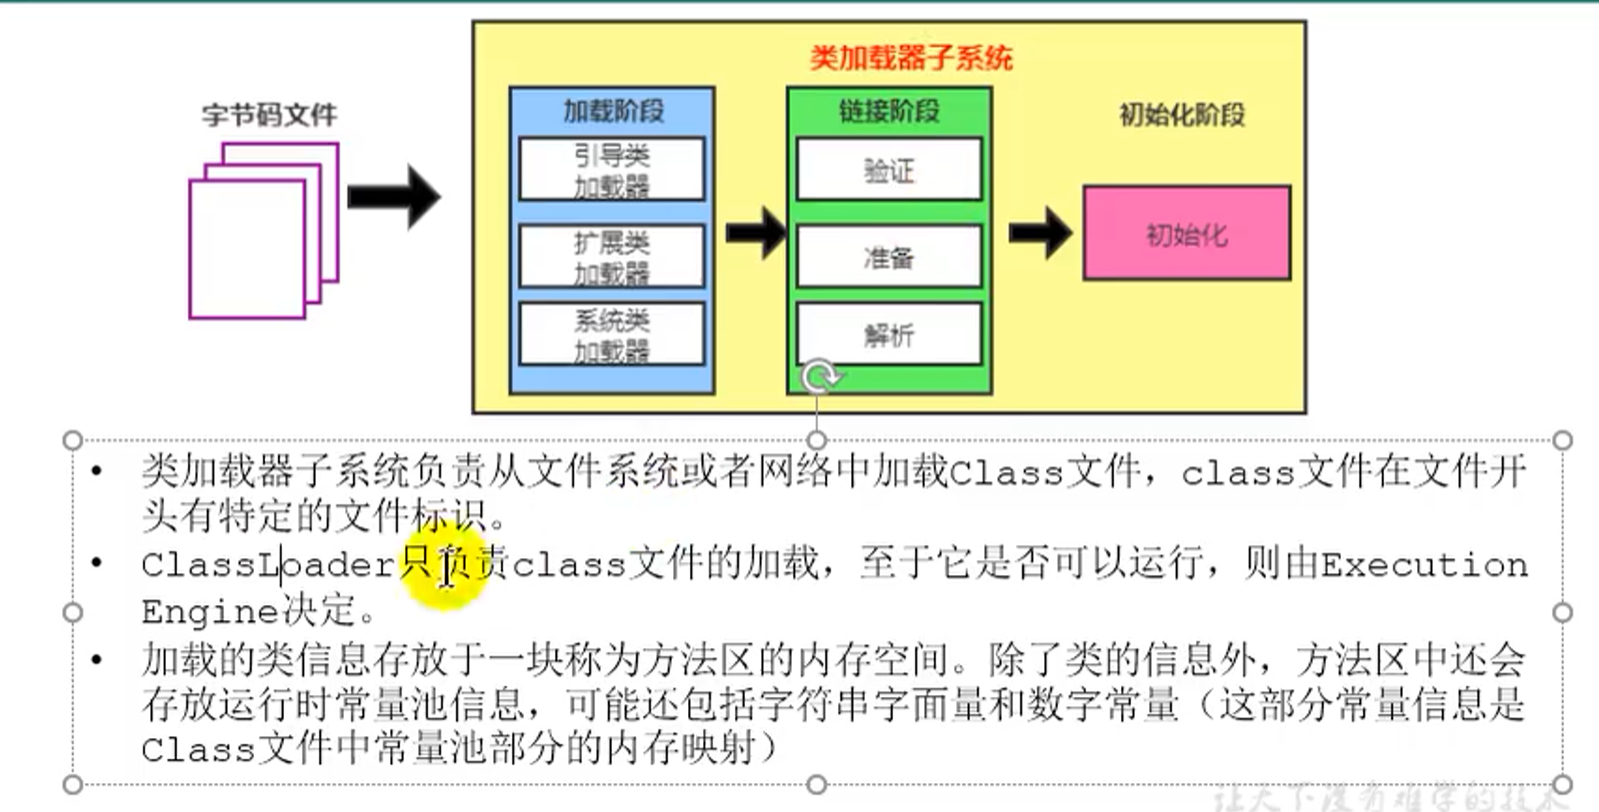 类加载器子系统
字节码文件
加载阶段
引导类
加载器
扩展类
加载器
系统类
加载器
链接阶段
验证
准备
解析
初始化阶段
初始化
• 类加载器子系统负责从文件系统或者网络中加载Class文件，class文件在文件开
头有特定的文件标识。
• ClassLoader只负责class文件的加载，至于它是否可以运行，则由Execution
Engine决定。
• 加载的类信息存放于一块称为方法区的内存空间。除了类的信息外，方法区中还会
存放运行时常量池信息，可能还包括字符串字面量和数字常量（这部分常量信息是
Class文件中常量池部分的内存映射）
让天下没有难学的技术